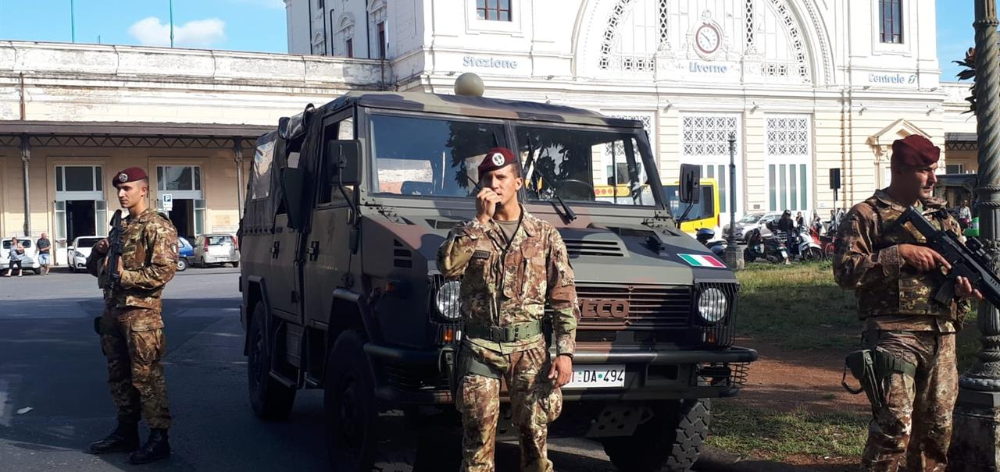 Stazione
Livorno
Centrale
IVECO
DA 494
P